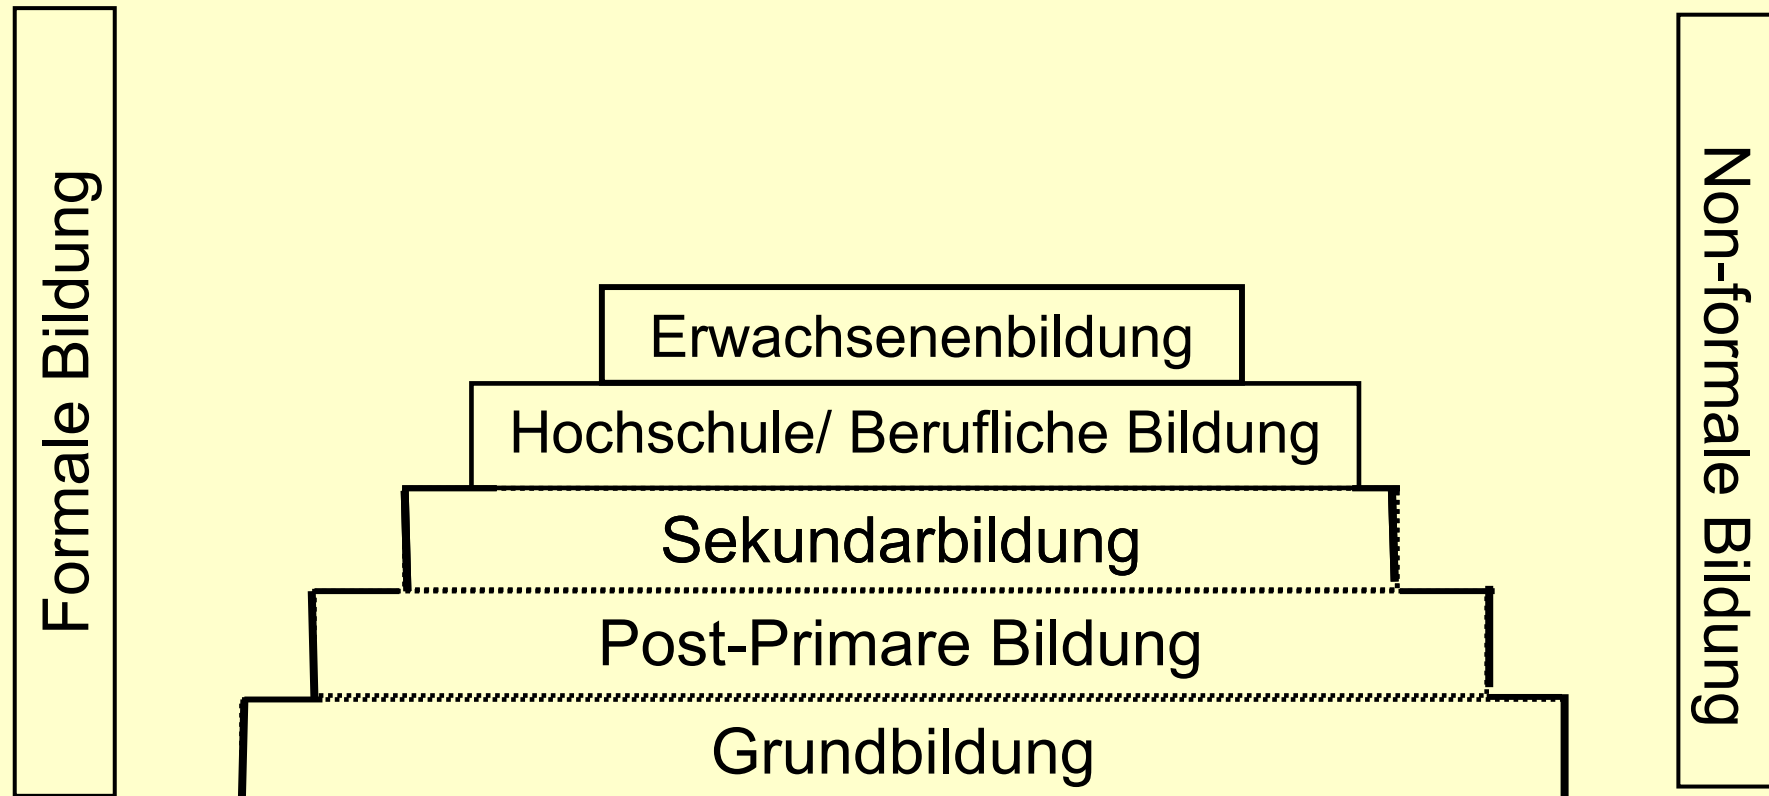 Formale Bildung
Erwachsenenbildung
Hochschule/ Berufliche Bildung
Sekundarbildung
Post-Primare Bildung
Grundbildung
Non-formale Bildung